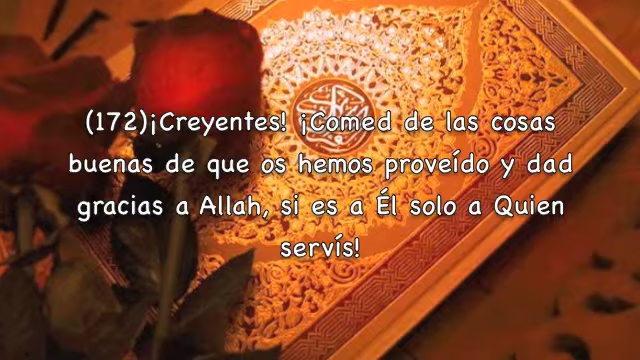 (172)¡Creyentes! ¡Comed de las cosas
buenas de que os hemos proveído y dad
gracias a Allah, si es a Él solo a Quien
servís!